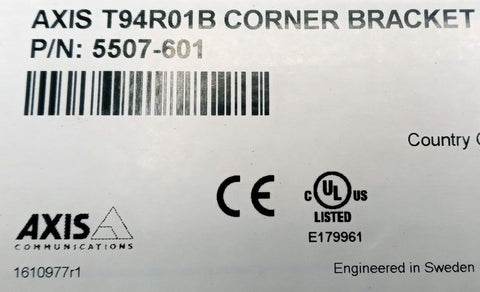 AXIS T94R01B CORNER BRACKET
P/N: 5507-601
Country
CE
C UL US
LISTED
E179961
AXIS
COMMUNICATIONS
1610977r1
Engineered in Sweden